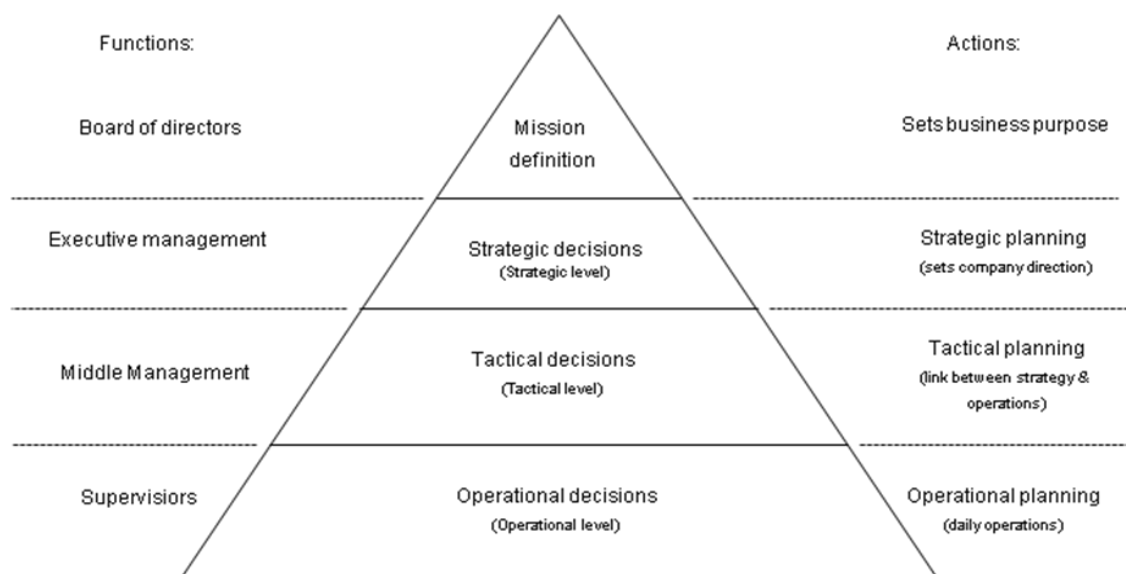 Functions:
Actions:
Board of directors
Mission
definition
Sets business purpose
Executive management
Strategic decisions
(Strategic level)
Strategic planning
(sets company direction)
Middle Management
Tactical decisions
(Tactical level)
Tactical planning
(link between strategy &
operations)
Supervisiors
Operational decisions
(Operational level)
Operational planning
(daily operations)